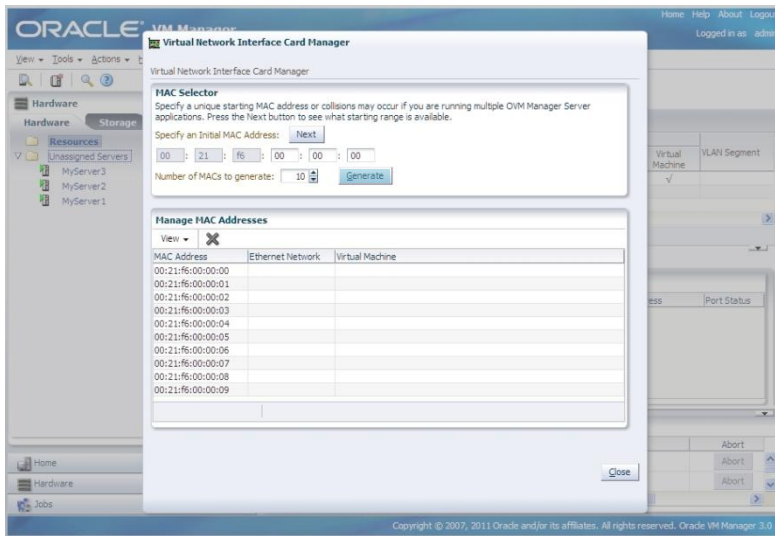 Home Help About Logou
ORACLE VM Manager
Logged in as admi
View Tools Actions
Virtual Network Interface Card Manager
Virtual Network Interface Card Manager
Hardware
Hardware Storage
Resources
Unassigned Servers
MyServer3
MyServer2
MyServer1
MAC Selector
Specify a unique starting MAC address or collisions may occur if you are running multiple OVM Manager Server
applications. Press the Next button to see what starting range is available.
Specify an Initial MAC Address: Next
00 : 21 : f6 : 00 : 00 : 00
Number of MACs to generate: 10 Generate
Virtual
Machine
VLAN Segment
Manage MAC Addresses
View
MAC Address Ethernet Network Virtual Machine
00:21:f6:00:00:00
00:21:f6:00:00:01
00:21:f6:00:00:02
00:21:f6:00:00:03
00:21:f6:00:00:04
00:21:f6:00:00:05
00:21:f6:00:00:06
00:21:f6:00:00:07
00:21:f6:00:00:08
00:21:f6:00:00:09
ess Port Status
Close
Abort
Abort
Abort
Home
Hardware
Jobs
Copyright © 2007, 2011 Oracle and/or its affiliates. All rights reserved. Oracle VM Manager 3.0